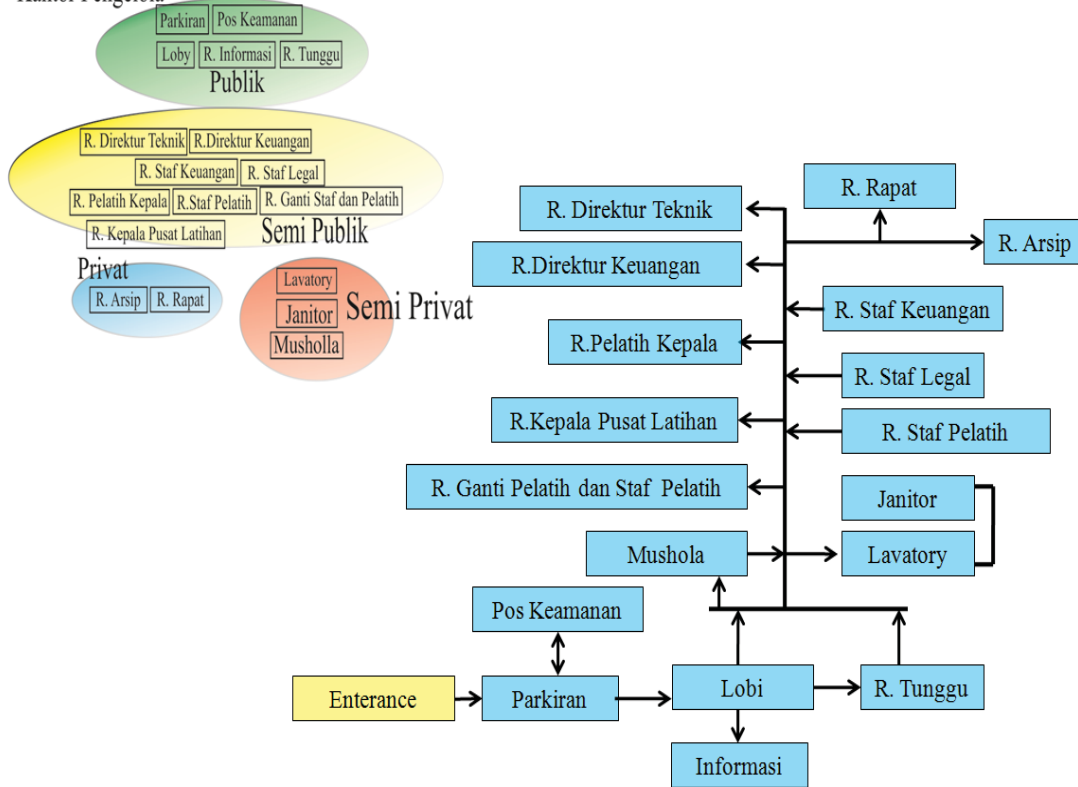 Parkiran
Pos Keamanan
Loby
R. Informasi
R. Tunggu
Publik
R. Direktur Teknik
R.Direktur Keuangan
R. Staf Keuangan
R. Staf Legal
R. Pelatih Kepala
R.Staf Pelatih
R. Ganti Staf dan Pelatih
R. Kepala Pusat Latihan
Semi Publik
Privat
R. Arsip
R. Rapat
Lavatory
Janitor
Musholla
Semi Privat
R. Rapat
R. Direktur Teknik
R. Arsip
R.Direktur Keuangan
R. Staf Keuangan
R.Pelatih Kepala
R. Staf Legal
R.Kepala Pusat Latihan
R. Staf Pelatih
R. Ganti Pelatih dan Staf Pelatih
Janitor
Mushola
Lavatory
Pos Keamanan
Enterance
Parkiran
Lobi
R. Tunggu
Informasi